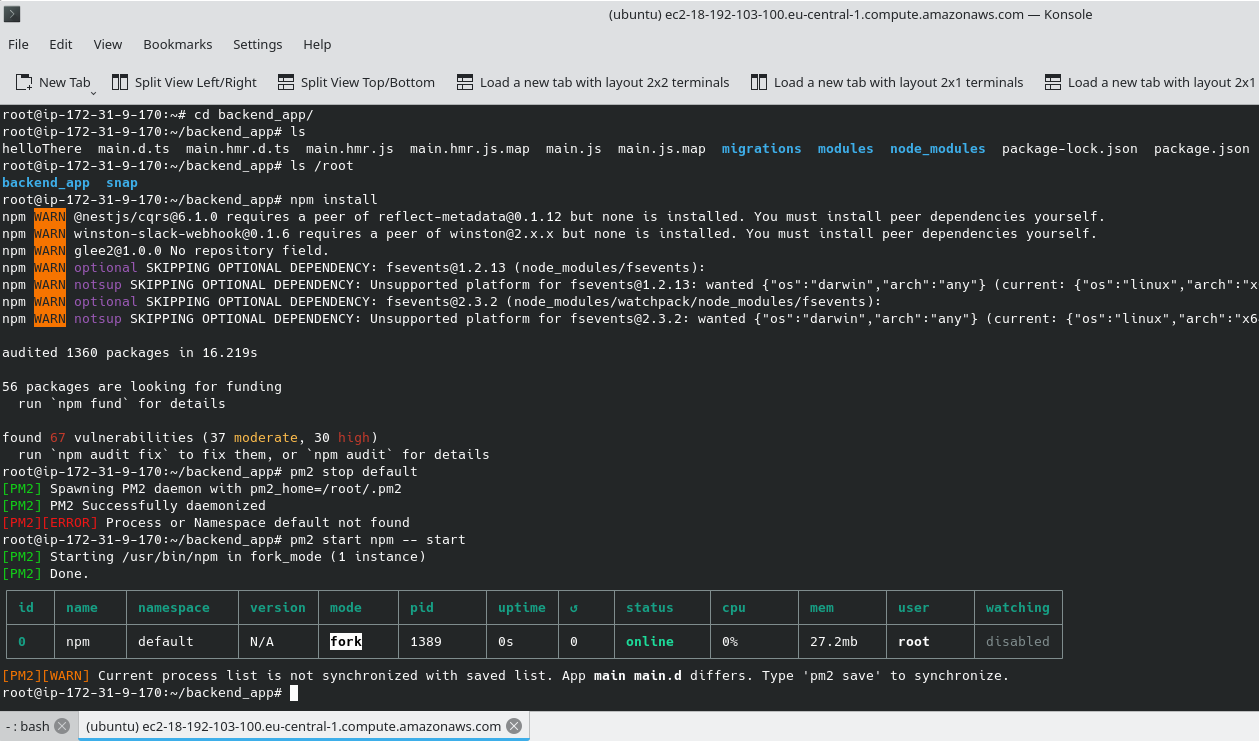 (ubuntu) ec2-18-192-103-100.eu-central-1.compute.amazonaws.com — Konsole
File Edit View Bookmarks Settings Help
New Tab Split View Left/Right Split View Top/Bottom Load a new tab with layout 2x2 terminals Load a new tab with layout 2x1 terminals Load a new tab with layout 2x1
root@ip-172-31-9-170:~# cd backend_app/
root@ip-172-31-9-170:~/backend_app# ls
helloThere main.d.ts main.hmr.d.ts main.hmr.js main.hmr.js.map main.js main.js.map migrations modules node_modules package-lock.json package.json
root@ip-172-31-9-170:~/backend_app# ls /root
backend_app snap
root@ip-172-31-9-170:~/backend_app# npm install
npm WARN @nestjs/cqrs@6.1.0 requires a peer of reflect-metadata@0.1.12 but none is installed. You must install peer dependencies yourself.
npm WARN winston-slack-webhook@0.1.6 requires a peer of winston@2.x.x but none is installed. You must install peer dependencies yourself.
npm WARN glee2@1.0.0 No repository field.
npm WARN optional SKIPPING OPTIONAL DEPENDENCY: fsevents@1.2.13 (node_modules/fsevents):
npm WARN notsup SKIPPING OPTIONAL DEPENDENCY: Unsupported platform for fsevents@1.2.13: wanted {"os":"darwin","arch":"any"} (current: {"os":"linux","arch":"x
npm WARN optional SKIPPING OPTIONAL DEPENDENCY: fsevents@2.3.2 (node_modules/watchpack/node_modules/fsevents):
npm WARN notsup SKIPPING OPTIONAL DEPENDENCY: Unsupported platform for fsevents@2.3.2: wanted {"os":"darwin","arch":"any"} (current: {"os":"linux","arch":"x6
audited 1360 packages in 16.219s
56 packages are looking for funding
run `npm fund` for details
found 67 vulnerabilities (37 moderate, 30 high)
run `npm audit fix` to fix them, or `npm audit` for details
root@ip-172-31-9-170:~/backend_app# pm2 stop default
[PM2] Spawning PM2 daemon with pm2_home=/root/.pm2
[PM2] PM2 Successfully daemonized
[PM2][ERROR] Process or Namespace default not found
root@ip-172-31-9-170:~/backend_app# pm2 start npm -- start
[PM2] Starting /usr/bin/npm in fork_mode (1 instance)
[PM2] Done.
id name namespace version mode pid uptime ↺ status cpu mem user watching
0 npm default N/A fork 1389 0s 0 online 0% 27.2mb root disabled
[PM2][WARN] Current process list is not synchronized with saved list. App main main.d differs. Type 'pm2 save' to synchronize.
root@ip-172-31-9-170:~/backend_app#
- : bash (ubuntu) ec2-18-192-103-100.eu-central-1.compute.amazonaws.com